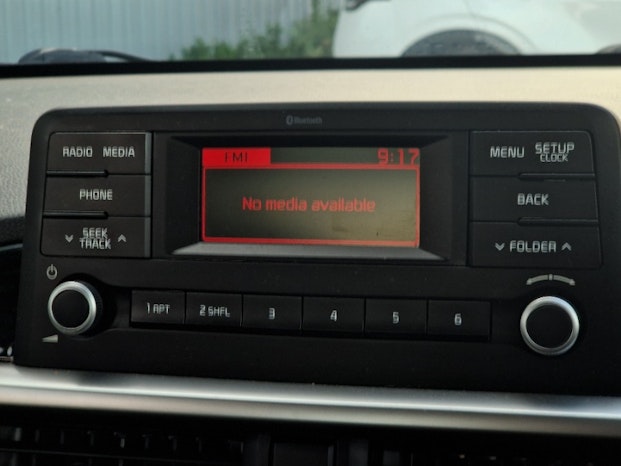 Bluetooth
RADIO MEDIA
FM1
9:17
MENU SETUP
CLOCK
PHONE
No media available
BACK
SEEK
TRACK
FOLDER
1 RPT
2 SHFL
3
4
5
6